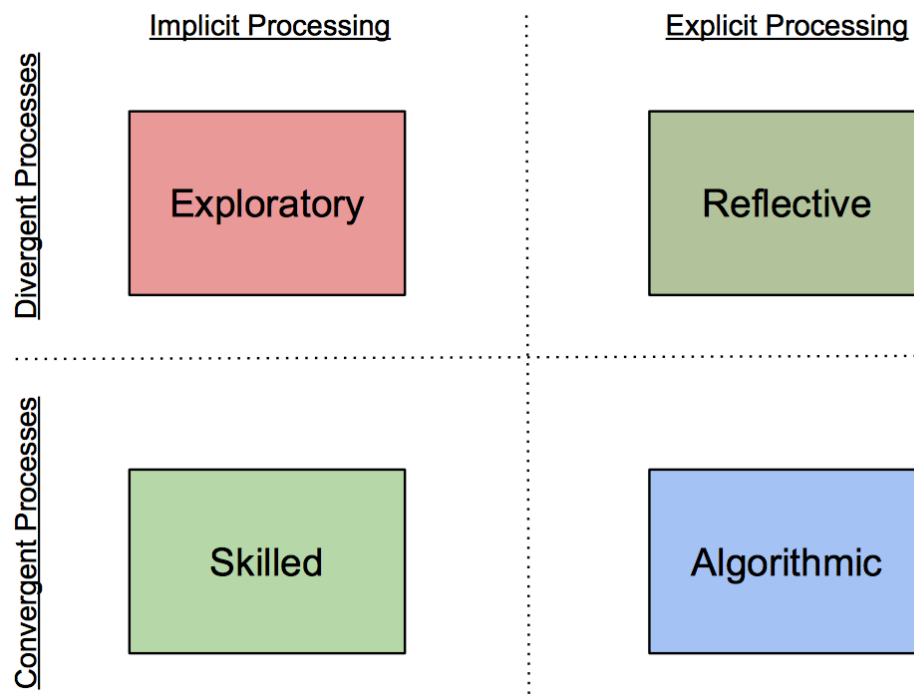 Implicit Processing
Explicit Processing
Divergent Processes
Exploratory
Reflective
Convergent Processes
Skilled
Algorithmic